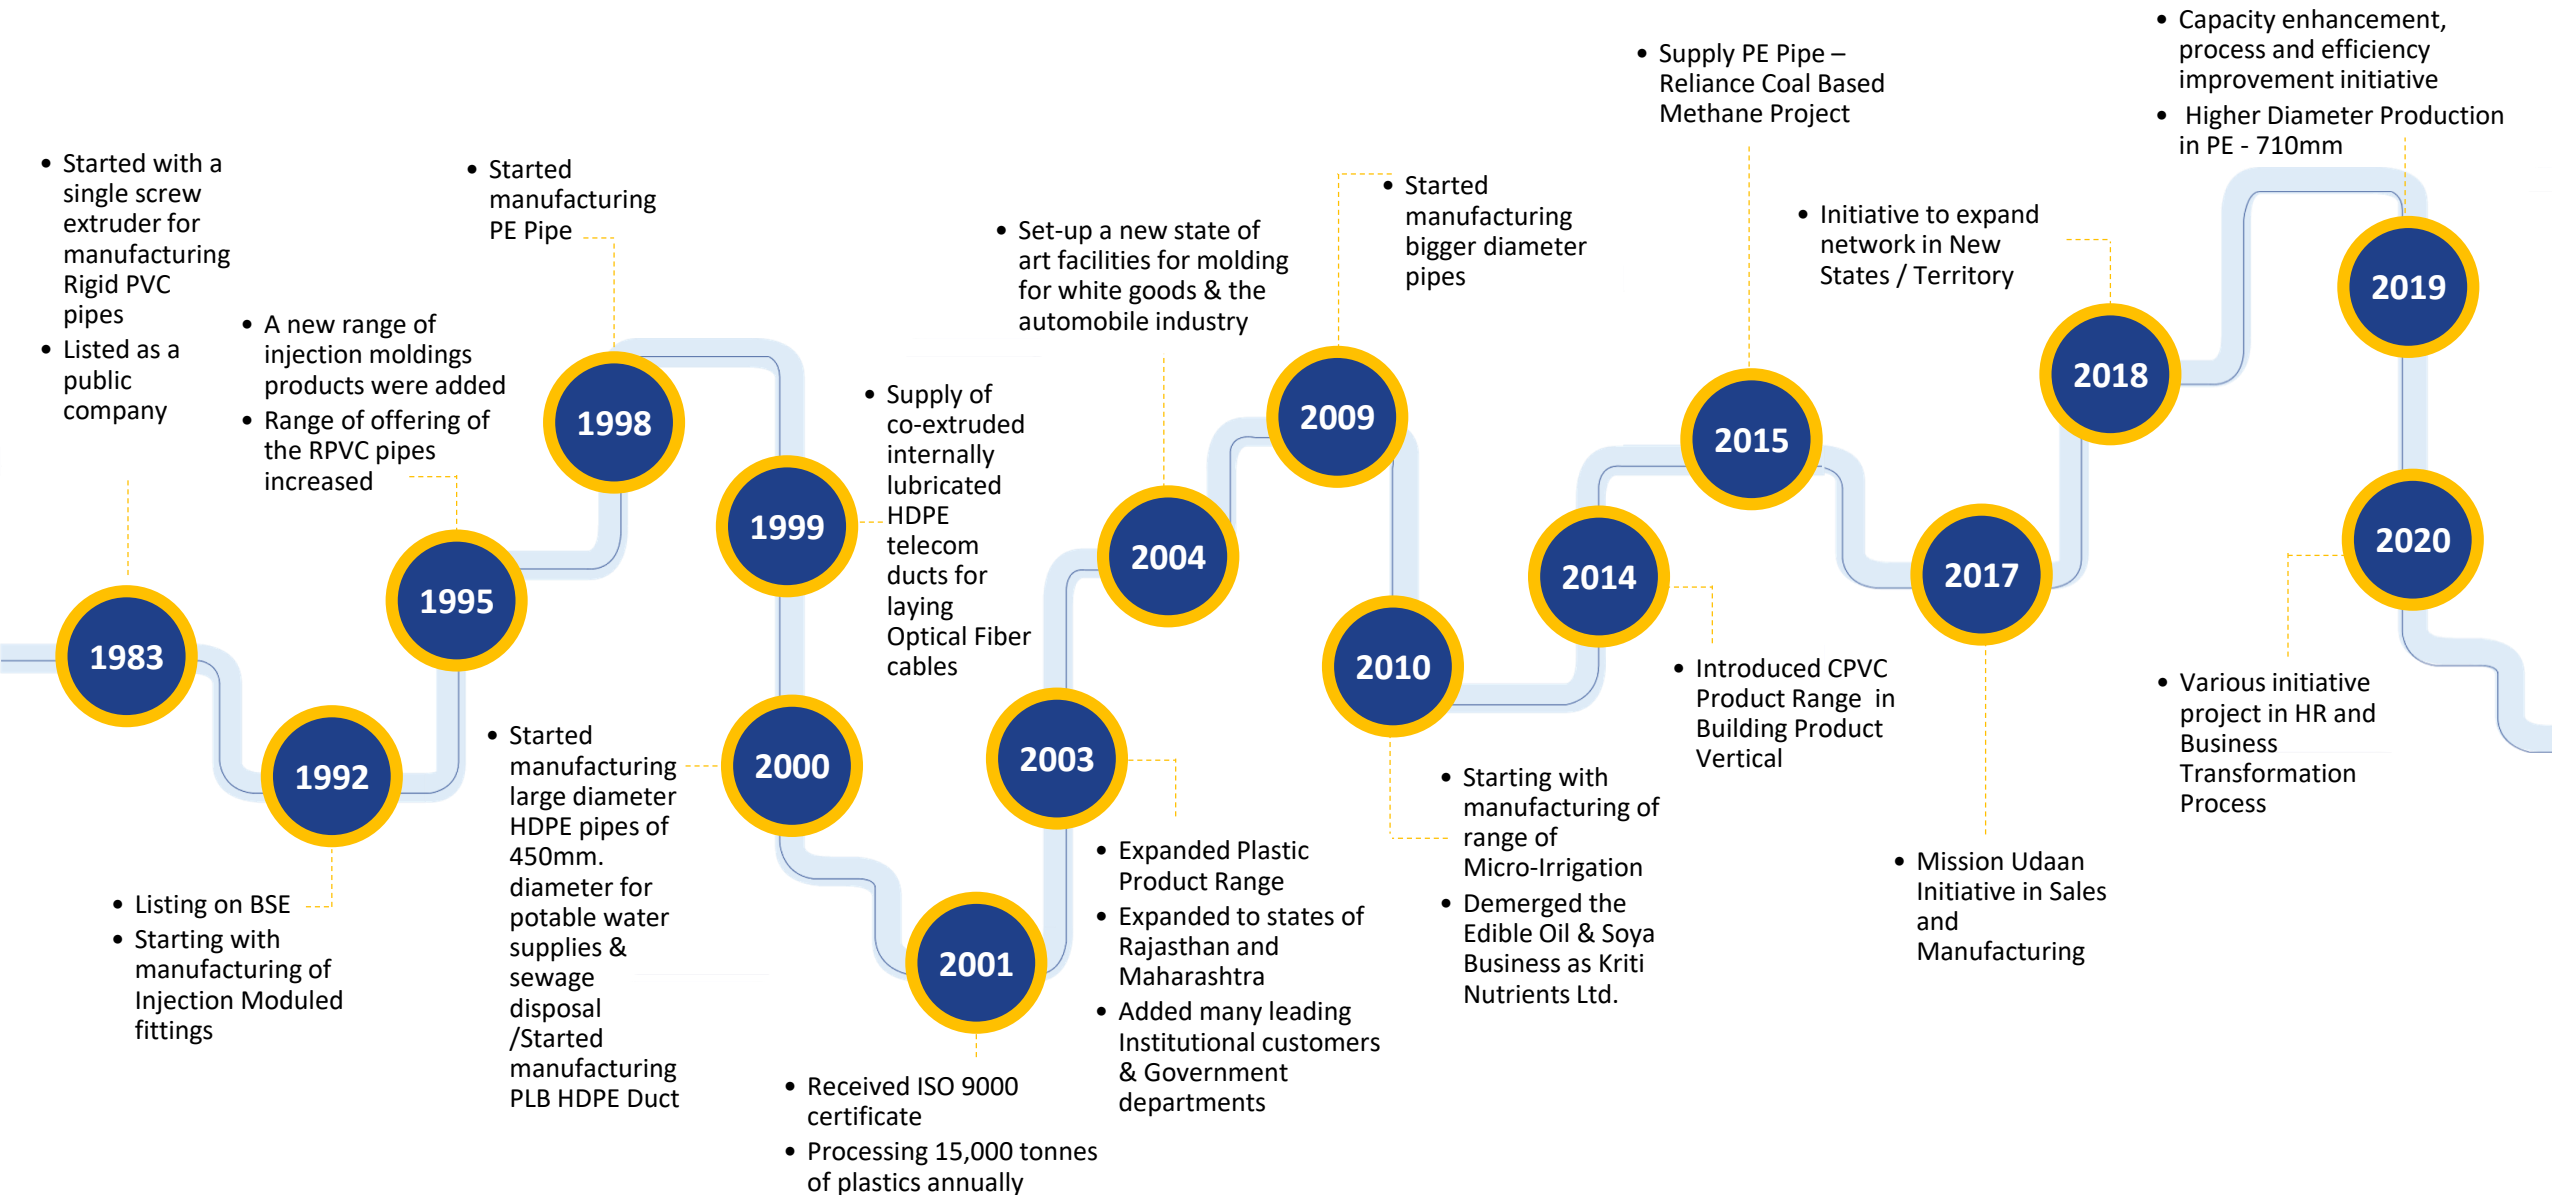 • Started with a
single screw
extruder for
manufacturing
Rigid PVC
pipes
• Listed as a
public
company
1983
• Listing on BSE
• Starting with
manufacturing of
Injection Moduled
fittings
1992
• A new range of
injection moldings
products were added
• Range of offering of
the RPVC pipes
increased
1995
• Started
manufacturing
PE Pipe
1998
• Supply of
co-extruded
internally
lubricated
HDPE
telecom
ducts for
laying
Optical Fiber
cables
1999
• Started
manufacturing
large diameter
HDPE pipes of
450mm.
diameter for
potable water
supplies &
sewage
disposal
/Started
manufacturing
PLB HDPE Duct
2000
2001
• Received ISO 9000
certificate
• Processing 15,000 tonnes
of plastics annually
2003
• Expanded Plastic
Product Range
• Expanded to states of
Rajasthan and
Maharashtra
• Added many leading
Institutional customers
& Government
departments
• Set-up a new state of
art facilities for molding
for white goods & the
automobile industry
2004
• Started
manufacturing
bigger diameter
pipes
2009
2010
• Starting with
manufacturing of
range of
Micro-Irrigation
• Demerged the
Edible Oil & Soya
Business as Kriti
Nutrients Ltd.
2014
• Introduced CPVC
Product Range in
Building Product
Vertical
• Supply PE Pipe –
Reliance Coal Based
Methane Project
2015
2017
• Mission Udaan
Initiative in Sales
and
Manufacturing
• Initiative to expand
network in New
States / Territory
2018
• Capacity enhancement,
process and efficiency
improvement initiative
• Higher Diameter Production
in PE - 710mm
2019
2020
• Various initiative
project in HR and
Business
Transformation
Process